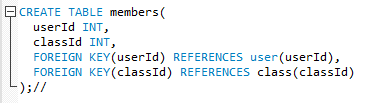 CREATE TABLE members(
userId INT,
classId INT,
FOREIGN KEY(userId) REFERENCES user(userId),
FOREIGN KEY(classId) REFERENCES class(classId)
);//